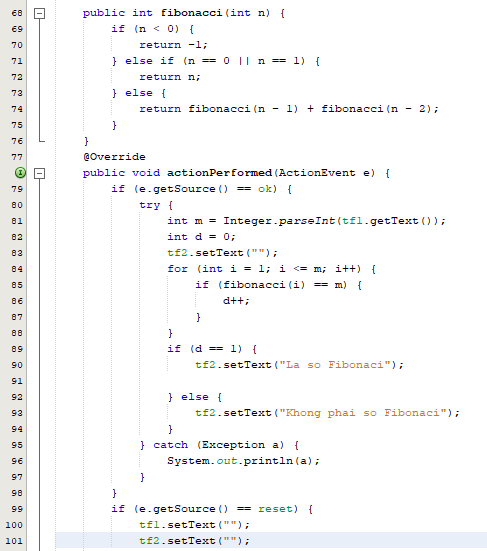 68 public int fibonacci(int n) {
69 if (n < 0) {
70 return -1;
71 } else if (n == 0 || n == 1) {
72 return n;
73 } else {
74 return fibonacci(n - 1) + fibonacci(n - 2);
75 }
76 }
77 @Override
public void actionPerformed(ActionEvent e) {
79 if (e.getSource() == ok) {
80 try {
81 int m = Integer.parseInt(tf1.getText());
82 int d = 0;
83 tf2.setText("");
84 for (int i = 1; i <= m; i++) {
85 if (fibonacci(i) == m) {
86 d++;
87 }
88 }
89 if (d == 1) {
90 tf2.setText("La so Fibonaci");
91
92 } else {
93 tf2.setText("Khong phai so Fibonaci");
94 }
95 } catch (Exception a) {
96 System.out.println(a);
97 }
98 }
99 if (e.getSource() == reset) {
100 tf1.setText("");
101 tf2.setText("");